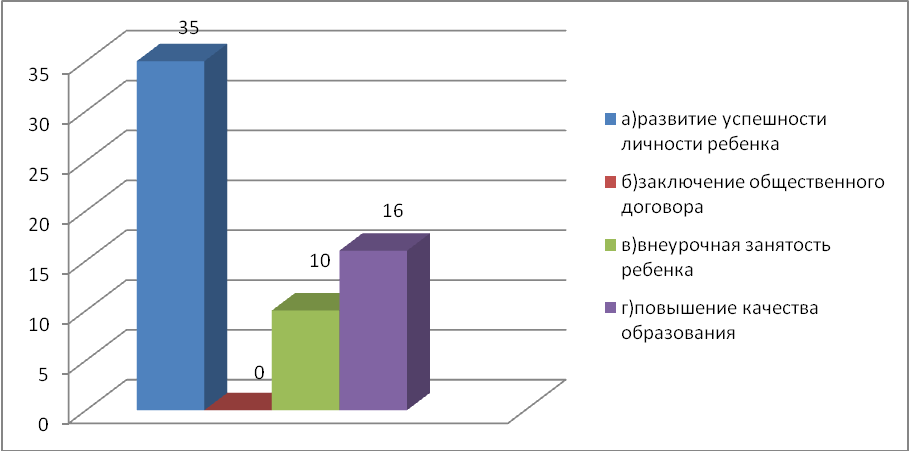 35
30
25
20
15
10
5
0
35
0
10
16
а)развитие успешности
личности ребенка
б)заключение общественного
договора
в)внеурочная занятость
ребенка
г)повышение качества
образования